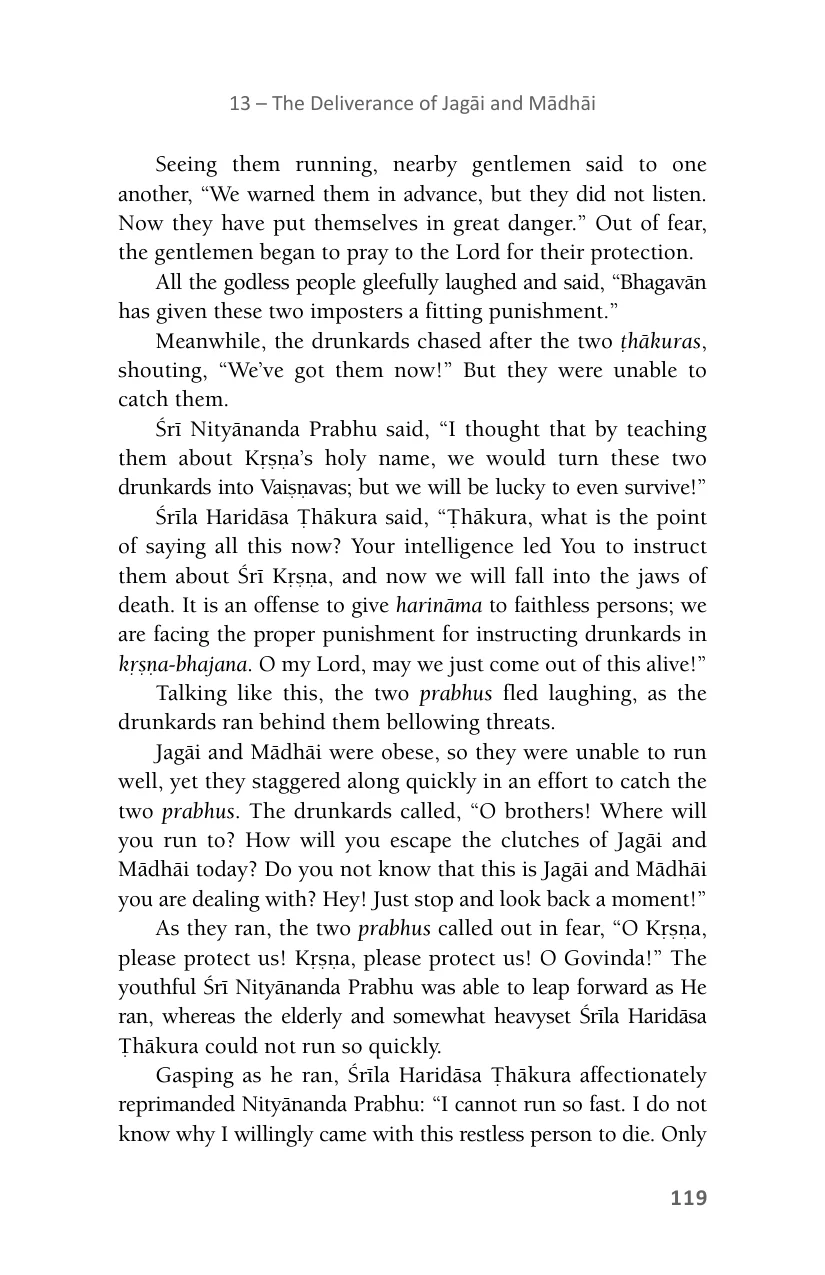 13 – The Deliverance of Jagāi and Mādhāi
Seeing them running, nearby gentlemen said to one
another, “We warned them in advance, but they did not listen.
Now they have put themselves in great danger.” Out of fear,
the gentlemen began to pray to the Lord for their protection.
All the godless people gleefully laughed and said, “Bhagavān
has given these two imposters a fitting punishment.”
Meanwhile, the drunkards chased after the two ṭhākuras,
shouting, “We’ve got them now!” But they were unable to
catch them.
Śrī Nityānanda Prabhu said, “I thought that by teaching
them about Kṛṣṇa’s holy name, we would turn these two
drunkards into Vaiṣṇavas; but we will be lucky to even survive!”
Śrīla Haridāsa Ṭhākura said, “Ṭhākura, what is the point
of saying all this now? Your intelligence led You to instruct
them about Śrī Kṛṣṇa, and now we will fall into the jaws of
death. It is an offense to give harināma to faithless persons; we
are facing the proper punishment for instructing drunkards in
kṛṣṇa-bhajana. O my Lord, may we just come out of this alive!”
Talking like this, the two prabhus fled laughing, as the
drunkards ran behind them bellowing threats.
Jagāi and Mādhāi were obese, so they were unable to run
well, yet they staggered along quickly in an effort to catch the
two prabhus. The drunkards called, “O brothers! Where will
you run to? How will you escape the clutches of Jagāi and
Mādhāi today? Do you not know that this is Jagāi and Mādhāi
you are dealing with? Hey! Just stop and look back a moment!”
As they ran, the two prabhus called out in fear, “O Kṛṣṇa,
please protect us! Kṛṣṇa, please protect us! O Govinda!” The
youthful Śrī Nityānanda Prabhu was able to leap forward as He
ran, whereas the elderly and somewhat heavyset Śrīla Haridāsa
Ṭhākura could not run so quickly.
Gasping as he ran, Śrīla Haridāsa Ṭhākura affectionately
reprimanded Nityānanda Prabhu: “I cannot run so fast. I do not
know why I willingly came with this restless person to die. Only
119